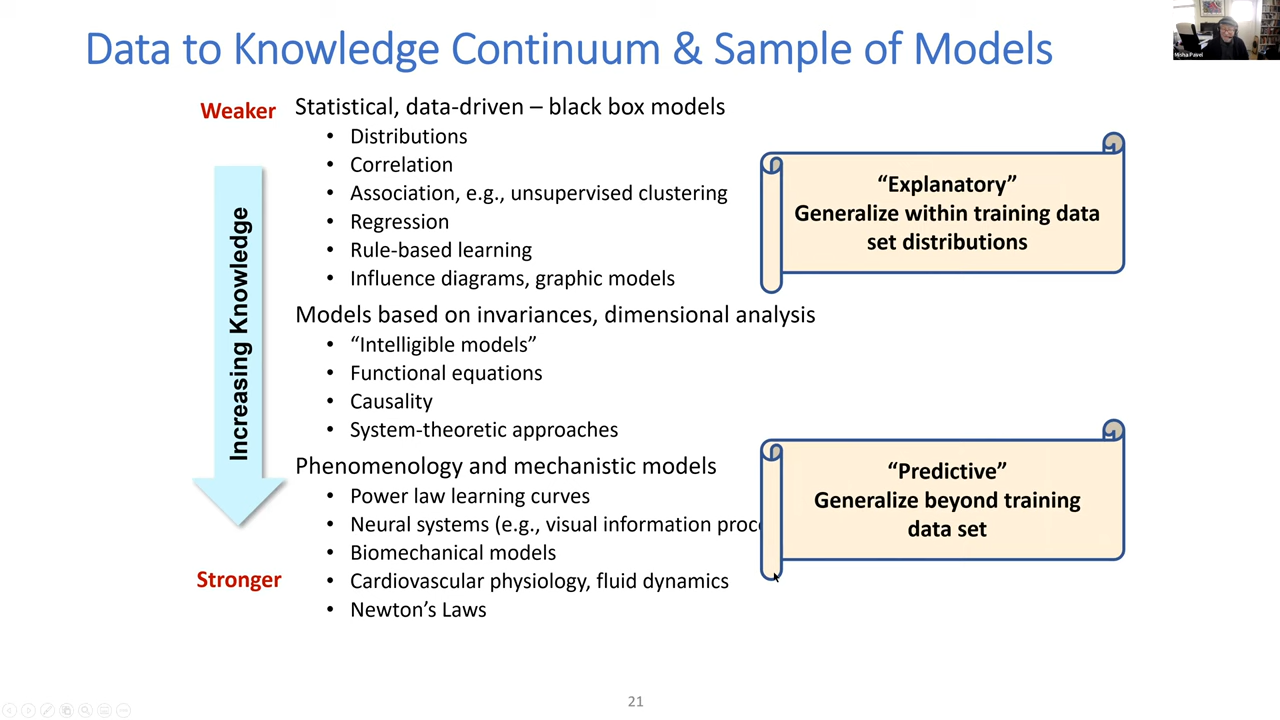 Data to Knowledge Continuum & Sample of Models
Misha Pavel
Weaker
Statistical, data-driven – black box models
• Distributions
• Correlation
• Association, e.g., unsupervised clustering
• Regression
• Rule-based learning
• Influence diagrams, graphic models
Models based on invariances, dimensional analysis
• “Intelligible models”
• Functional equations
• Causality
• System-theoretic approaches
Phenomenology and mechanistic models
• Power law learning curves
• Neural systems (e.g., visual information proc
• Biomechanical models
• Cardiovascular physiology, fluid dynamics
• Newton’s Laws
Increasing Knowledge
Stronger
“Explanatory”
Generalize within training data
set distributions
“Predictive”
Generalize beyond training
data set
21